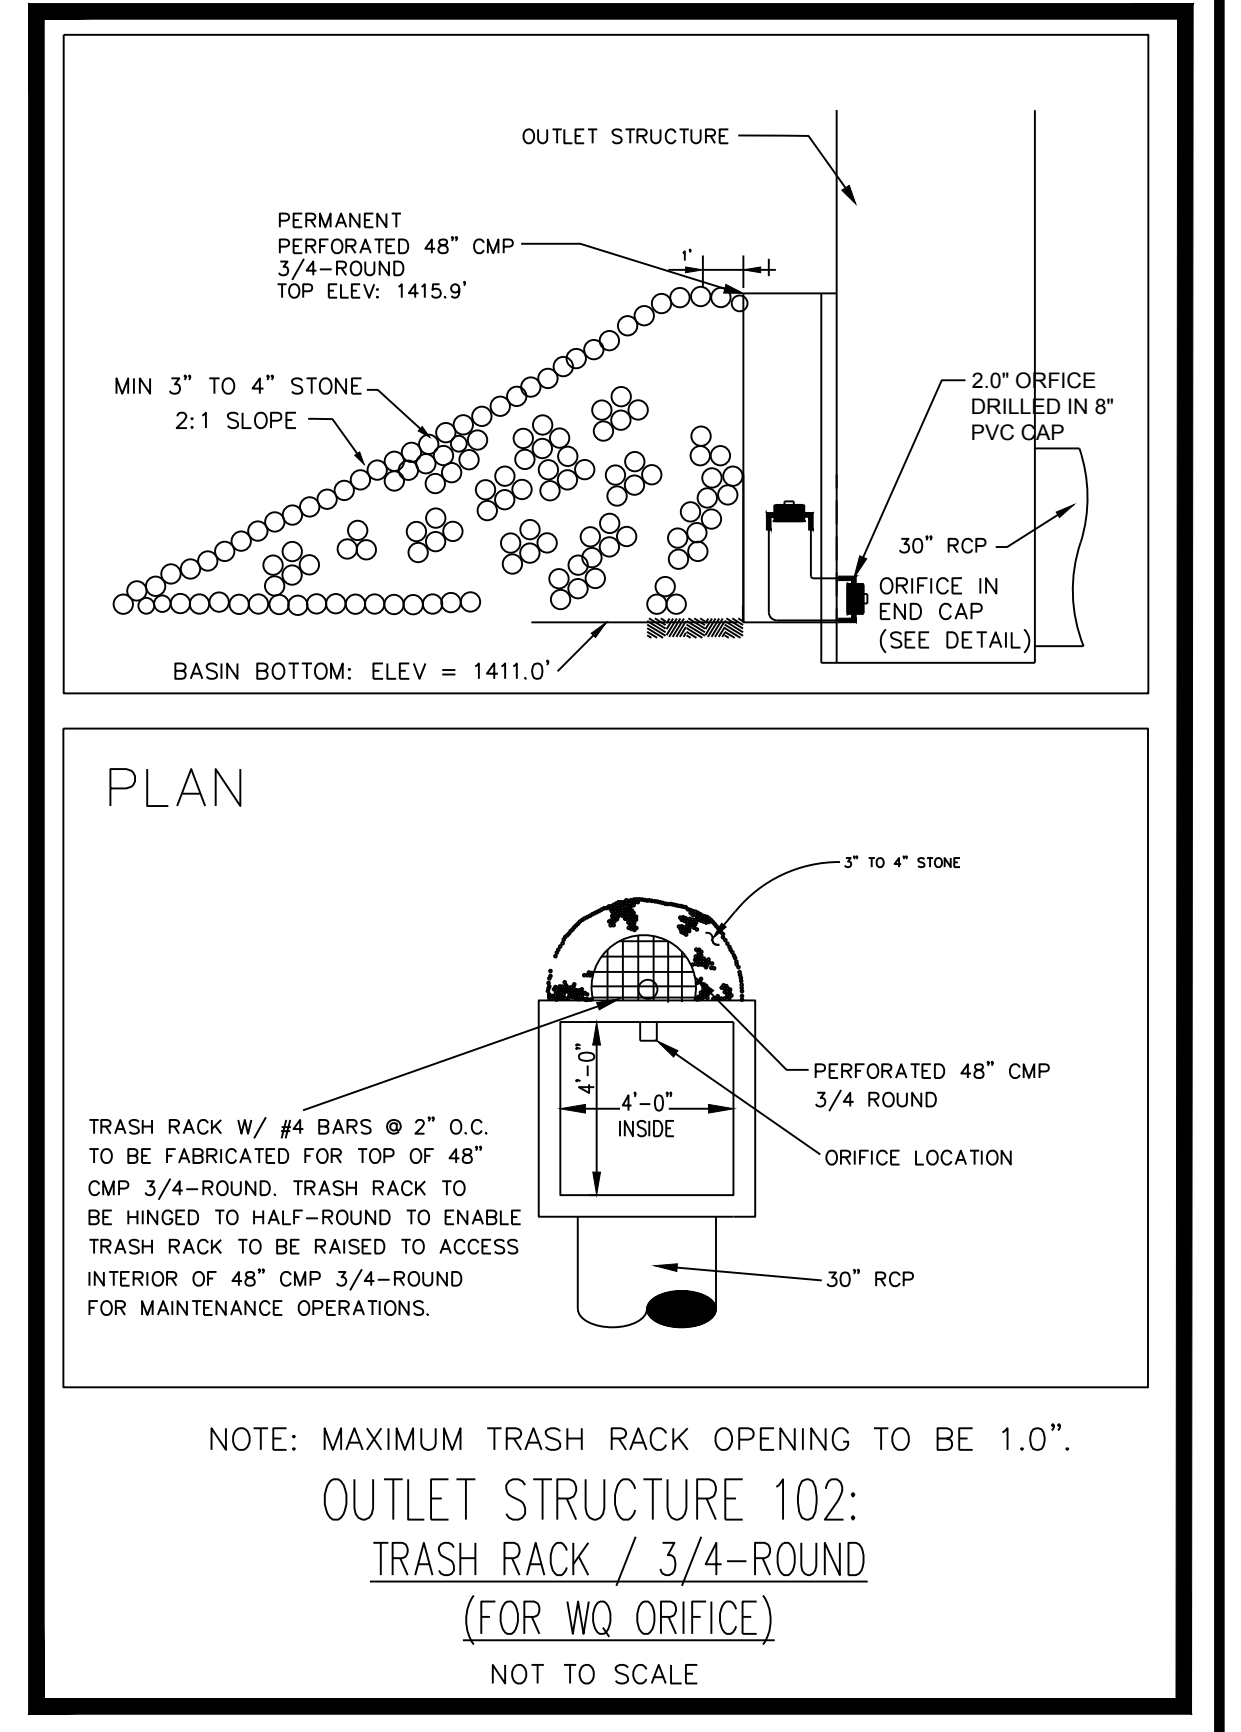 OUTLET STRUCTURE
PERMANENT
PERFORATED 48" CMP
3/4-ROUND
TOP ELEV: 1415.9'
1'
MIN 3" TO 4" STONE
2:1 SLOPE
2.0" ORFICE
DRILLED IN 8"
PVC CAP
30" RCP
ORIFICE IN
END CAP
(SEE DETAIL)
BASIN BOTTOM: ELEV = 1411.0'
PLAN
3" TO 4" STONE
4'-0"
4'-0"
INSIDE
PERFORATED 48" CMP
3/4 ROUND
ORIFICE LOCATION
TRASH RACK W/ #4 BARS @ 2" O.C.
TO BE FABRICATED FOR TOP OF 48"
CMP 3/4-ROUND. TRASH RACK TO
BE HINGED TO HALF-ROUND TO ENABLE
TRASH RACK TO BE RAISED TO ACCESS
INTERIOR OF 48" CMP 3/4-ROUND
FOR MAINTENANCE OPERATIONS.
30" RCP
NOTE: MAXIMUM TRASH RACK OPENING TO BE 1.0".
OUTLET STRUCTURE 102:
TRASH RACK / 3/4-ROUND
(FOR WQ ORIFICE)
NOT TO SCALE